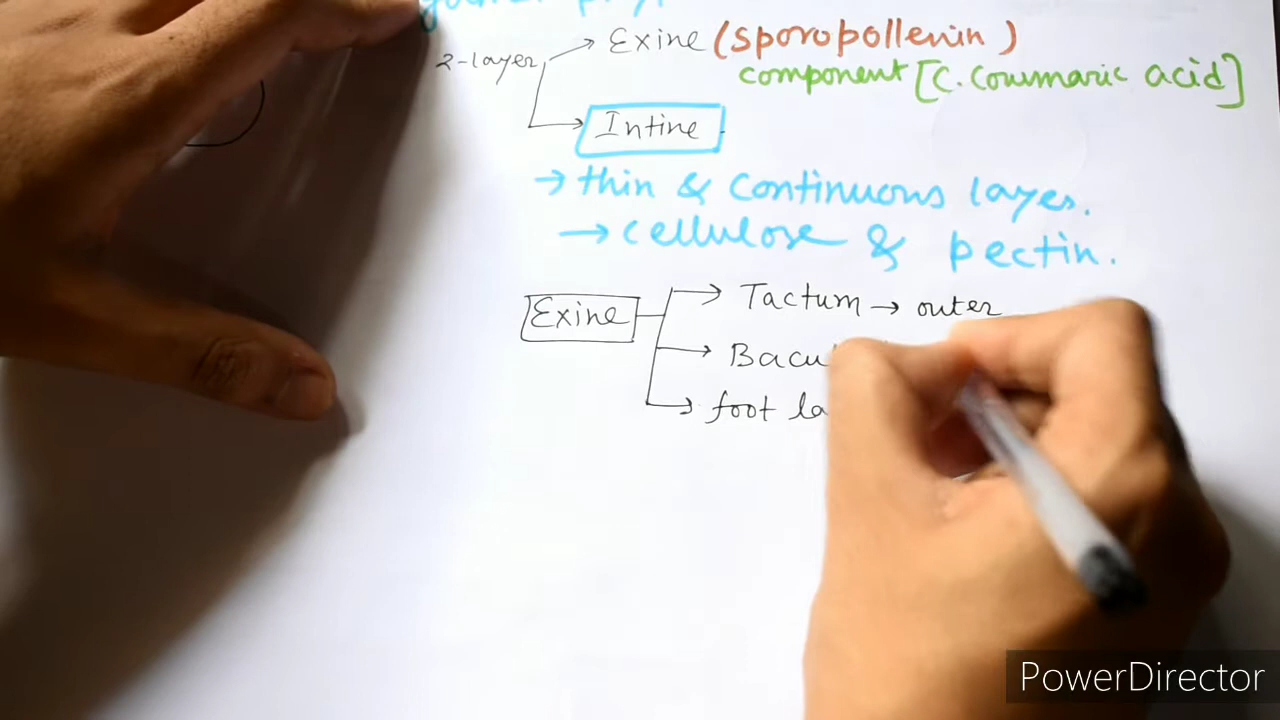 2-layer Exine (sporopollenin)
component [C. Coumaric acid]
Intine
→ thin & continuous layer.
→ cellulose & pectin.
Exine → Tactum → outer
→ Bacu
→ foot la
PowerDirector